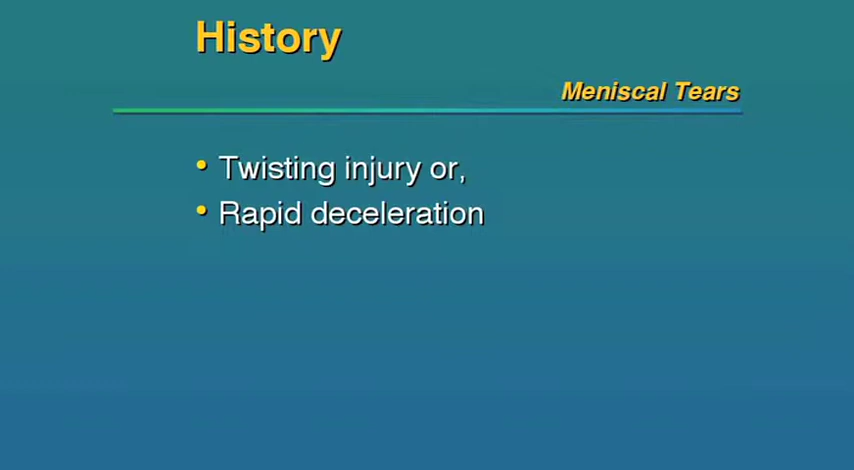 History
Meniscal Tears
• Twisting injury or,
• Rapid deceleration